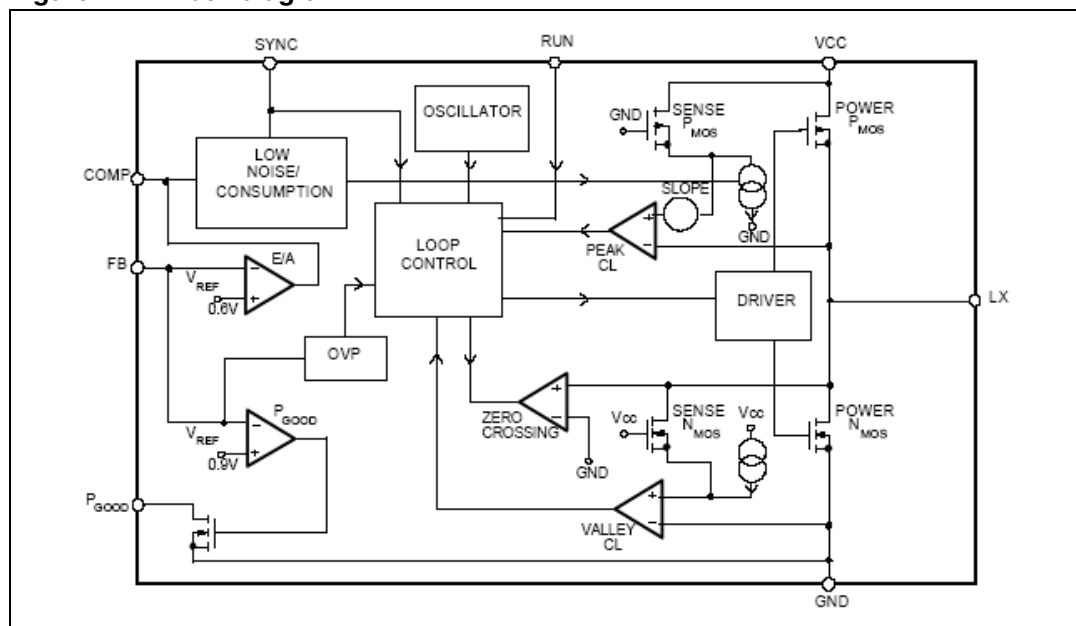 SYNC
RUN
VCC
OSCILLATOR
GND
SENSE
PMOS
POWER
PMOS
LOW
NOISE/
CONSUMPTION
COMP
SLOPE
GND
LOOP
CONTROL
PEAK
CL
FB
E/A
VREF
0.6V
DRIVER
LX
OVP
PGOOD
VREF
0.9V
ZERO
CROSSING
GND
Vcc
SENSE
NMOS
Vcc
POWER
NMOS
PGOOD
VALLEY
CL
GND